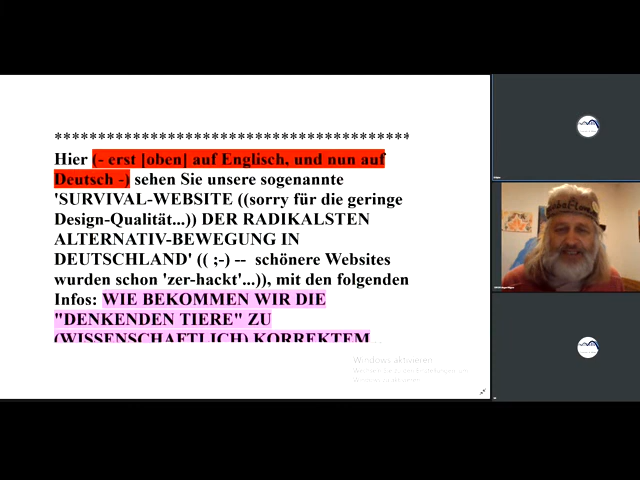 *****************************************
Hier (- erst |oben| auf Englisch, und nun auf
Deutsch -) sehen Sie unsere sogenannte
'SURVIVAL-WEBSITE ((sorry für die geringe
Design-Qualität...)) DER RADIKALSTEN
ALTERNATIV-BEWEGUNG IN
DEUTSCHLAND' (( ;-) -- schönere Websites
wurden schon 'zer-hackt'...)), mit den folgenden
Infos: WIE BEKOMMEN WIR DIE
"DENKENDEN TIERE" ZU
(WISSENSCHAFTLICH) KORREKTEM
Windows aktivieren